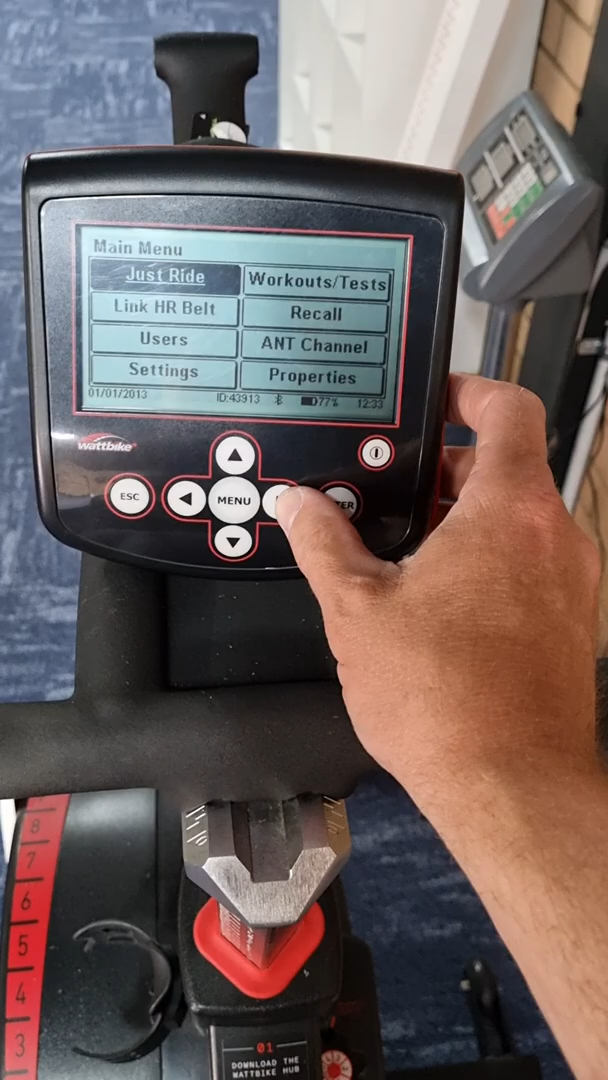 Main Menu
Just Ride
Workouts/Tests
Link HR Belt
Recall
Users
ANT Channel
Settings
Properties
01/01/2013
ID:43913
77%
12:33
wattbike
ESC
MENU
8
7
6
5
4
3
01
DOWNLOAD THE
WATTBIKE HUB